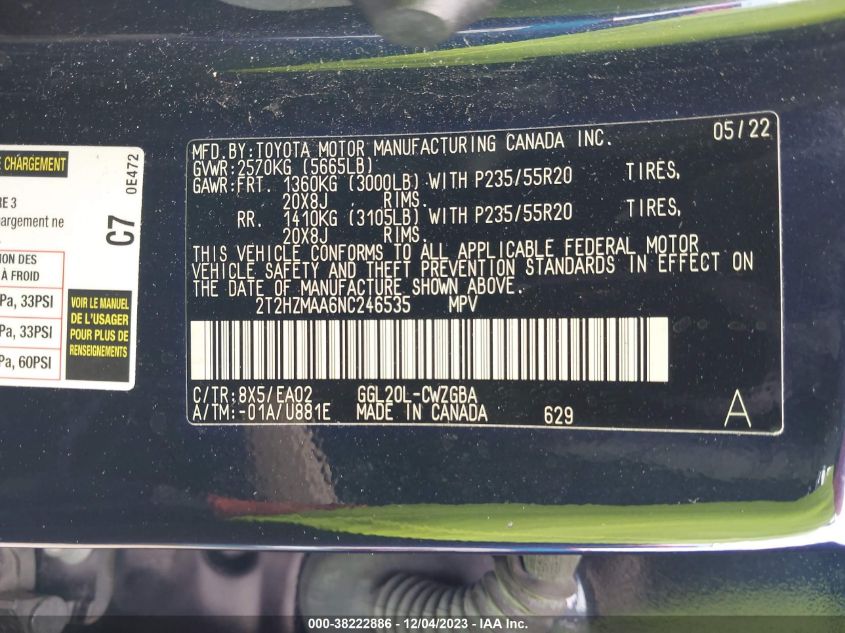 E CHARGEMENT
0E472
RE 3
hargement ne
C7
ION DES
À FROID
Pa, 33PSI
Pa, 33PSI
Pa, 60PSI
VOIR LE MANUEL
DE L'USAGER
POUR PLUS DE
RENSEIGNEMENTS
MFD.BY:TOYOTA MOTOR MANUFACTURING CANADA INC. 05/22
GVWR:2570KG (5665LB)
GAWR:FRT. 1360KG (3000LB) WITH P235/55R20 TIRES,
20X8J RIMS.
RR. 1410KG (3105LB) WITH P235/55R20 TIRES,
20X8J RIMS.
THIS VEHICLE CONFORMS TO ALL APPLICABLE FEDERAL MOTOR
VEHICLE SAFETY AND THEFT PREVENTION STANDARDS IN EFFECT ON
THE DATE OF MANUFACTURE SHOWN ABOVE.
2T2HZMAA6NC246535 MPV
C/TR:8X5/EA02 GGL20L-CWZGBA
A/TM:-01A/U881E MADE IN CANADA 629 A
000-38222886 - 12/04/2023 - IAA Inc.